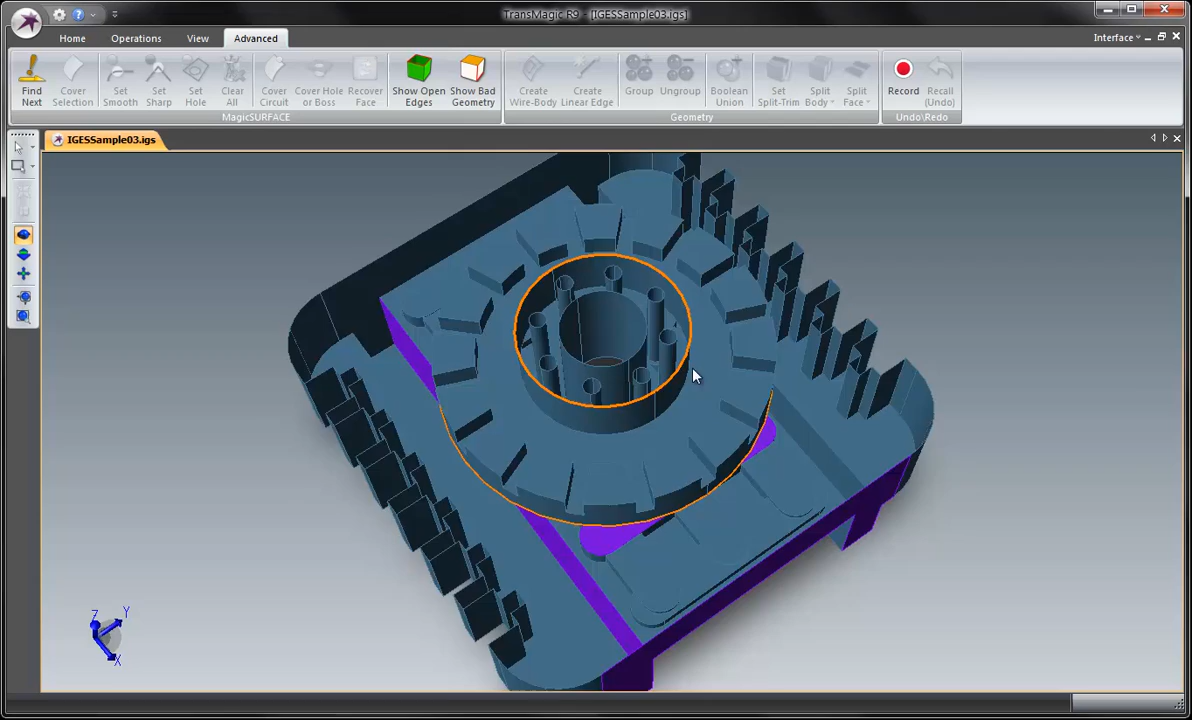 TransMagic R9 - [IGESSample03.igs]
Home Operations View Advanced Interface
Find Next
Cover Selection
Set Smooth
Set Sharp
Set Hole
Clear All
Cover Circuit
Cover Hole or Boss
Recover Face
Show Open Edges
Show Bad Geometry
Create Wire-Body
Create Linear Edge
Group
Ungroup
Boolean Union
Set Split-Trim
Split Body
Split Face
Record
Recall (Undo)
MagicSURFACE Geometry Undo\Redo
IGESSample03.igs
Z
Y
X